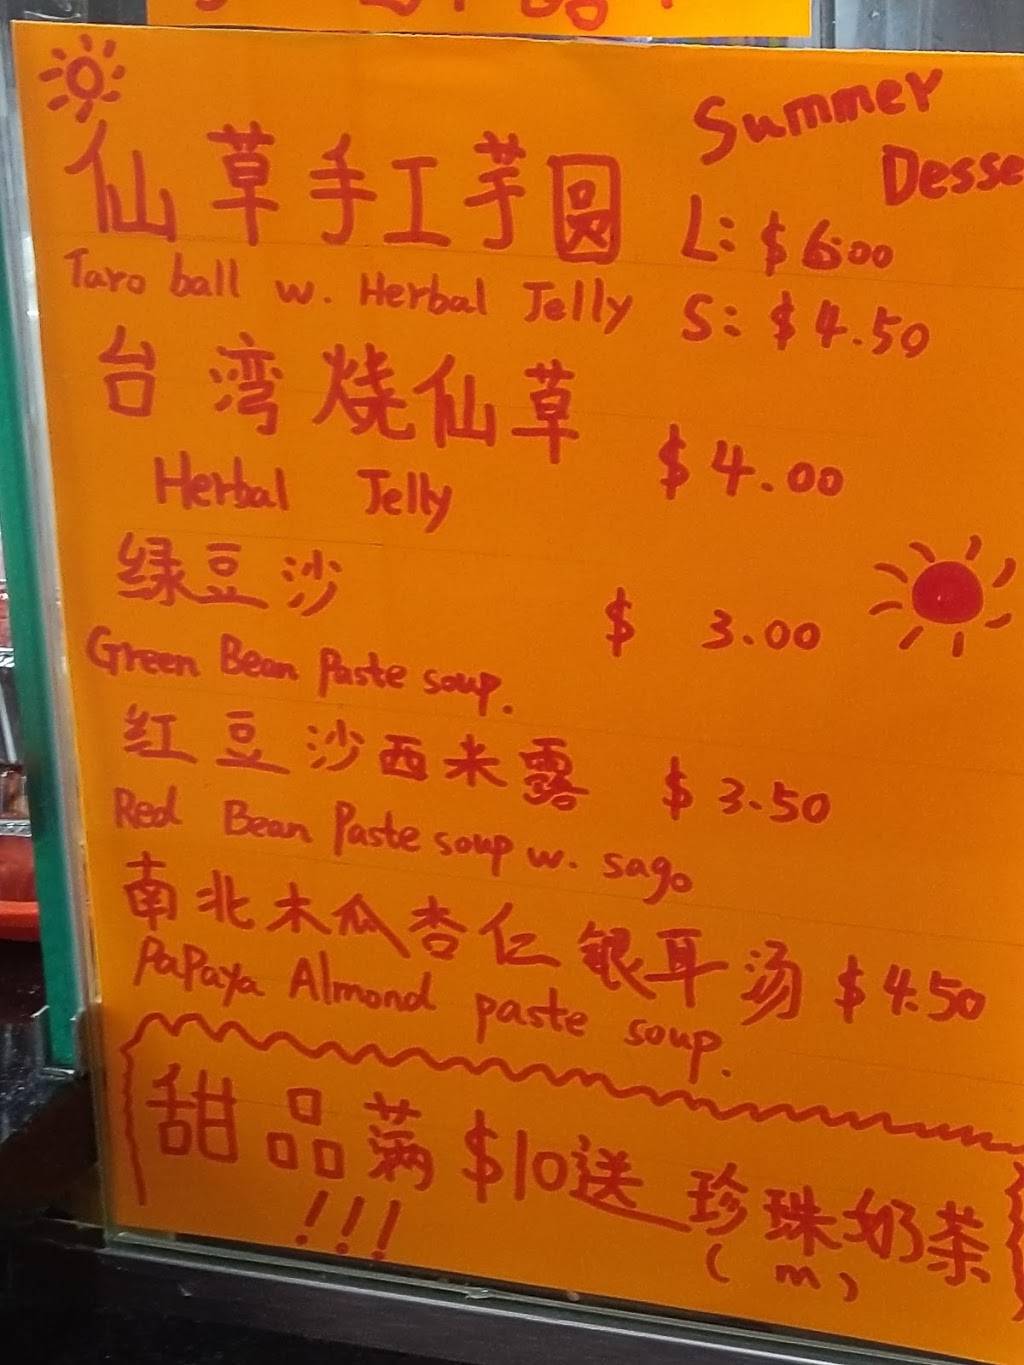 Summer
Desse
仙草手工芋圆 L: $6.00
Taro ball w. Herbal Jelly S: $4.50
台湾烧仙草 $4.00
Herbal Jelly
绿豆沙 $ 3.00
Green Bean Paste soup.
红豆沙西米露 $3.50
Red Bean Paste soup w. sago
南北木瓜杏仁银耳汤 $4.50
Papaya Almond paste soup.
甜品满$10送珍珠奶茶
!!! (m)